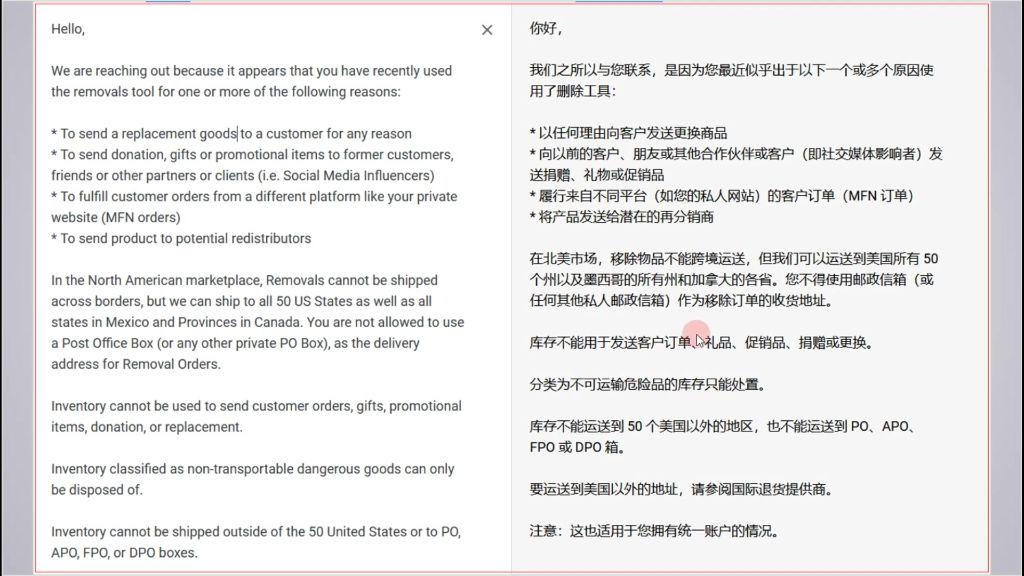 Hello,
We are reaching out because it appears that you have recently used
the removals tool for one or more of the following reasons:
* To send a replacement goods to a customer for any reason
* To send donation, gifts or promotional items to former customers,
friends or other partners or clients (i.e. Social Media Influencers)
* To fulfill customer orders from a different platform like your private
website (MFN orders)
* To send product to potential redistributors
In the North American marketplace, Removals cannot be shipped
across borders, but we can ship to all 50 US States as well as all
states in Mexico and Provinces in Canada. You are not allowed to use
a Post Office Box (or any other private PO Box), as the delivery
address for Removal Orders.
Inventory cannot be used to send customer orders, gifts, promotional
items, donation, or replacement.
Inventory classified as non-transportable dangerous goods can only
be disposed of.
Inventory cannot be shipped outside of the 50 United States or to PO,
APO, FPO, or DPO boxes.
你好，
我们之所以与您联系，是因为您最近似乎出于以下一个或多个原因使
用了删除工具：
* 以任何理由向客户发送更换商品
* 向以前的客户、朋友或其他合作伙伴或客户（即社交媒体影响者）发
送捐赠、礼物或促销品
* 履行来自不同平台（如您的私人网站）的客户订单（MFN 订单）
* 将产品发送给潜在的再分销商
在北美市场，移除物品不能跨境运送，但我们可以运送到美国所有 50
个州以及墨西哥的所有州和加拿大的各省。您不得使用邮政信箱（或
任何其他私人邮政信箱）作为移除订单的收货地址。
库存不能用于发送客户订单、礼品、促销品、捐赠或更换。
分类为不可运输危险品的库存只能处置。
库存不能运送到 50 个美国以外的地区，也不能运送到 PO、APO、
FPO 或 DPO 箱。
要运送到美国以外的地址，请参阅国际退货提供商。
注意：这也适用于您拥有统一账户的情况。